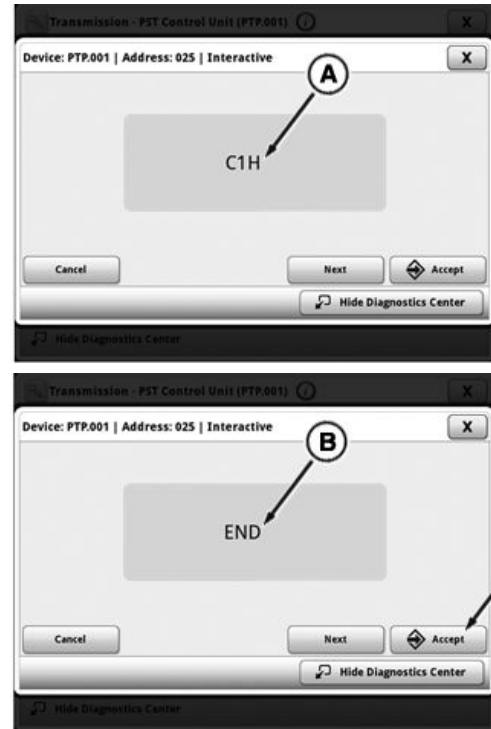 Transmission - PST Control Unit (PTP.001) i X
Device: PTP.001 | Address: 025 | Interactive X
A
C1H
Cancel Next Accept
Hide Diagnostics Center
Hide Diagnostics Center
Transmission - PST Control Unit (PTP.001) i X
Device: PTP.001 | Address: 025 | Interactive X
B
END
Cancel Next Accept
Hide Diagnostics Center
Hide Diagnostics Center